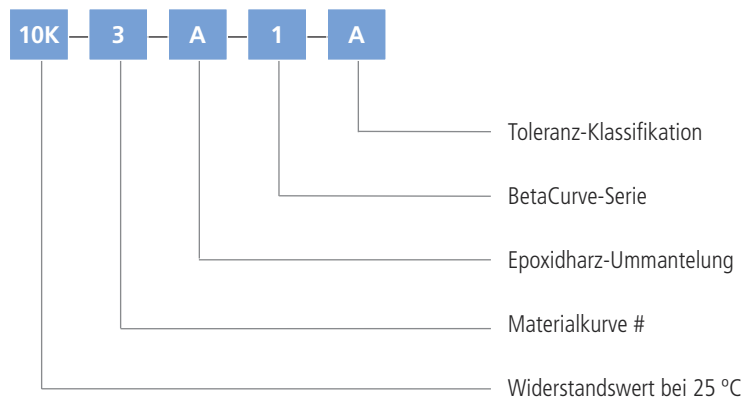 10K – 3 – A – 1 – A
Toleranz-Klassifikation
BetaCurve-Serie
Epoxidharz-Ummantelung
Materialkurve #
Widerstandswert bei 25 ºC